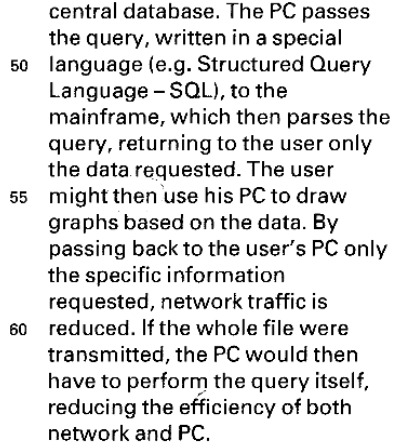 central database. The PC passes
the query, written in a special
50 language (e.g. Structured Query
Language – SQL), to the
mainframe, which then parses the
query, returning to the user only
the data requested. The user
55 might then use his PC to draw
graphs based on the data. By
passing back to the user's PC only
the specific information
requested, network traffic is
60 reduced. If the whole file were
transmitted, the PC would then
have to perform the query itself,
reducing the efficiency of both
network and PC.